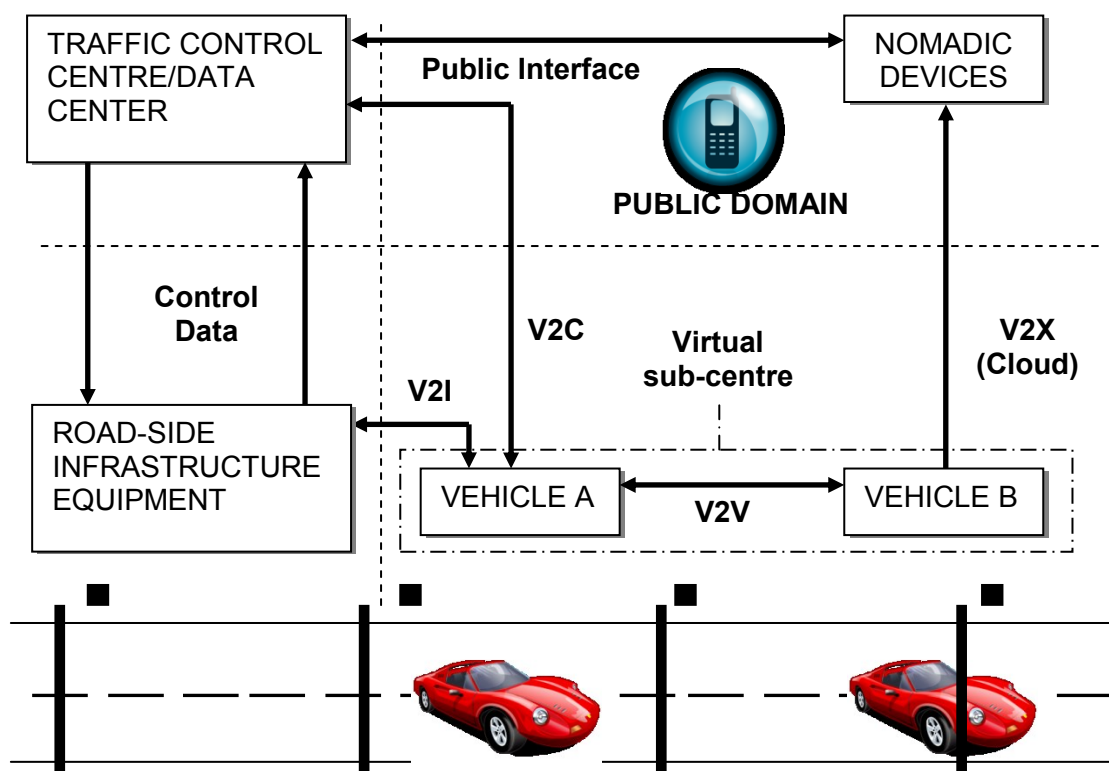 TRAFFIC CONTROL
CENTRE/DATA
CENTER
NOMADIC
DEVICES
Public Interface
PUBLIC DOMAIN
Control
Data
V2C
V2I
Virtual
sub-centre
V2X
(Cloud)
ROAD-SIDE
INFRASTRUCTURE
EQUIPMENT
VEHICLE A
V2V
VEHICLE B